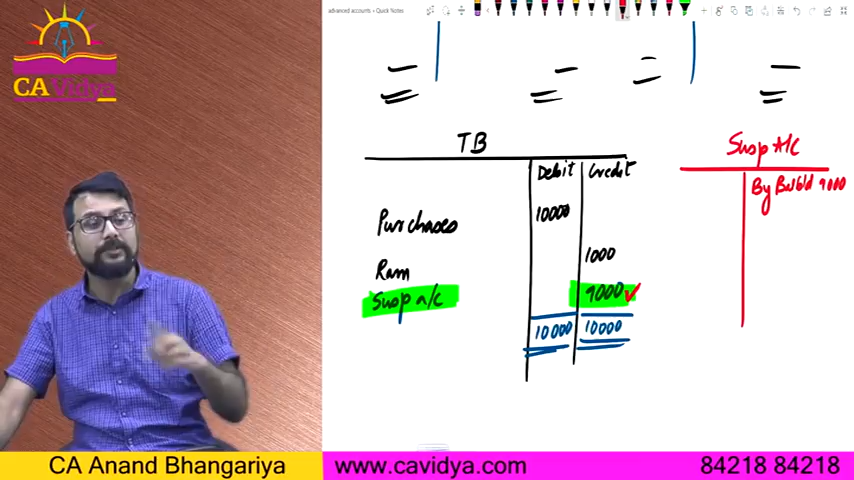 advanced accounts - Quick Notes
CA Vidya
TB
Susp A/c
Debit Credit
By Bal b/d 9000
Purchases 10000
Ram 1000
Susp a/c 9000
10000 10000
CA Anand Bhangariya www.cavidya.com 84218 84218